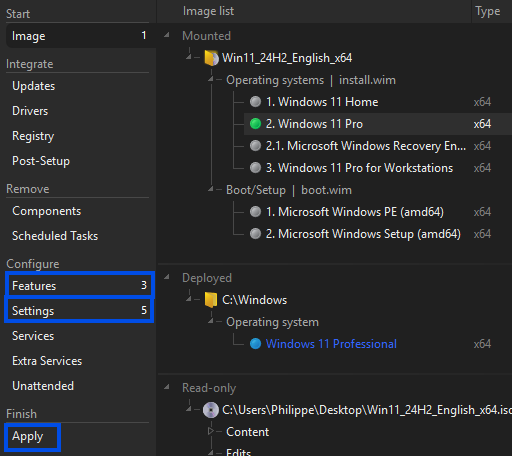 Start
Image 1
Integrate
Updates
Drivers
Registry
Post-Setup
Remove
Components
Scheduled Tasks
Configure
Features 3
Settings 5
Services
Extra Services
Unattended
Finish
Apply
Image list Type
Mounted
Win11_24H2_English_x64
Operating systems | install.wim
1. Windows 11 Home x64
2. Windows 11 Pro x64
2.1. Microsoft Windows Recovery En... x64
3. Windows 11 Pro for Workstations x64
Boot/Setup | boot.wim
1. Microsoft Windows PE (amd64) x64
2. Microsoft Windows Setup (amd64) x64
Deployed
C:\Windows
Operating system
Windows 11 Professional x64
Read-only
C:\Users\Philippe\Desktop\Win11_24H2_English_x64.iso
Content
Edits